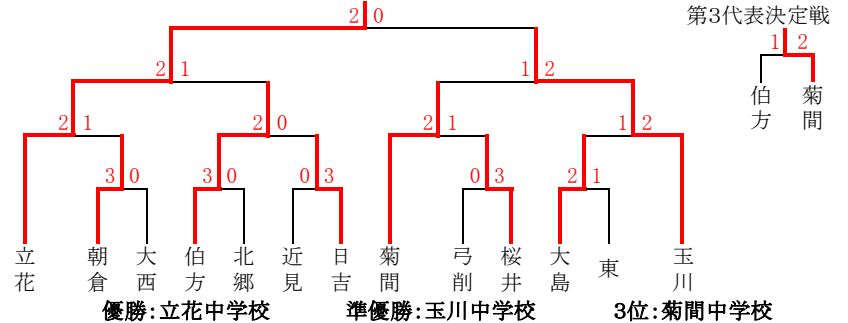 2 0
第3代表決定戦
1 2
伯方
菊間
2 1
1 2
2 1
2 0
2 1
1 2
3 0
3 0
0 3
0 3
2 1
立花
朝倉
大西
伯方
北郷
近見
日吉
菊間
弓削
桜井
大島
東
玉川
優勝:立花中学校
準優勝:玉川中学校
3位:菊間中学校